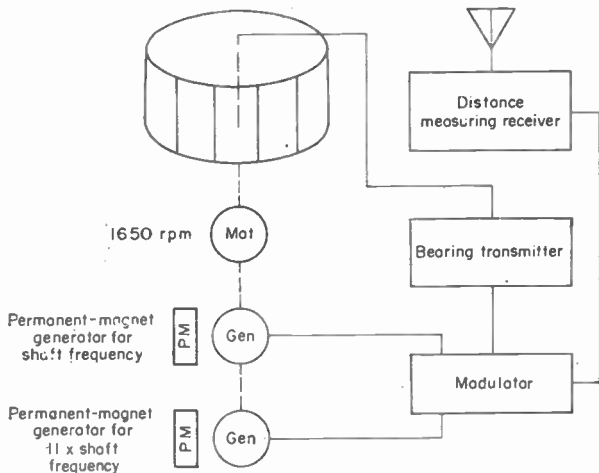 Distance
measuring receiver
1650 rpm
Mot
Bearing transmitter
Permanent-magnet
generator for
shaft frequency
PM
Gen
Modulator
Permanent-magnet
generator for
11 x shaft
frequency
PM
Gen